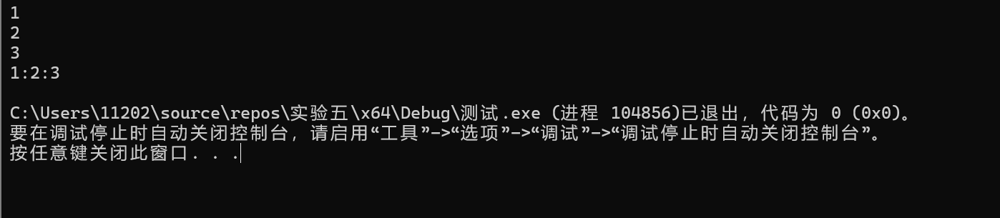 1
2
3
1:2:3
C:\Users\11202\source\repos\实验五\x64\Debug\测试.exe (进程 104856)已退出，代码为 0 (0x0)。
要在调试停止时自动关闭控制台，请启用“工具”->“选项”->“调试”->“调试停止时自动关闭控制台”。
按任意键关闭此窗口. . .